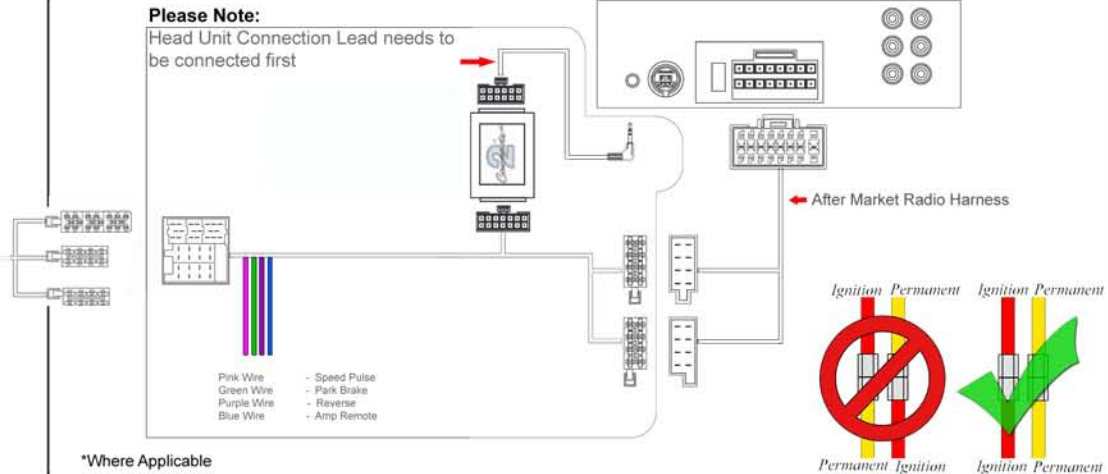 Please Note:
Head Unit Connection Lead needs to
be connected first
After Market Radio Harness
Pink Wire - Speed Pulse
Green Wire - Park Brake
Purple Wire - Reverse
Blue Wire - Amp Remote
*Where Applicable
Ignition Permanent
Permanent Ignition
Ignition Permanent
Ignition Permanent